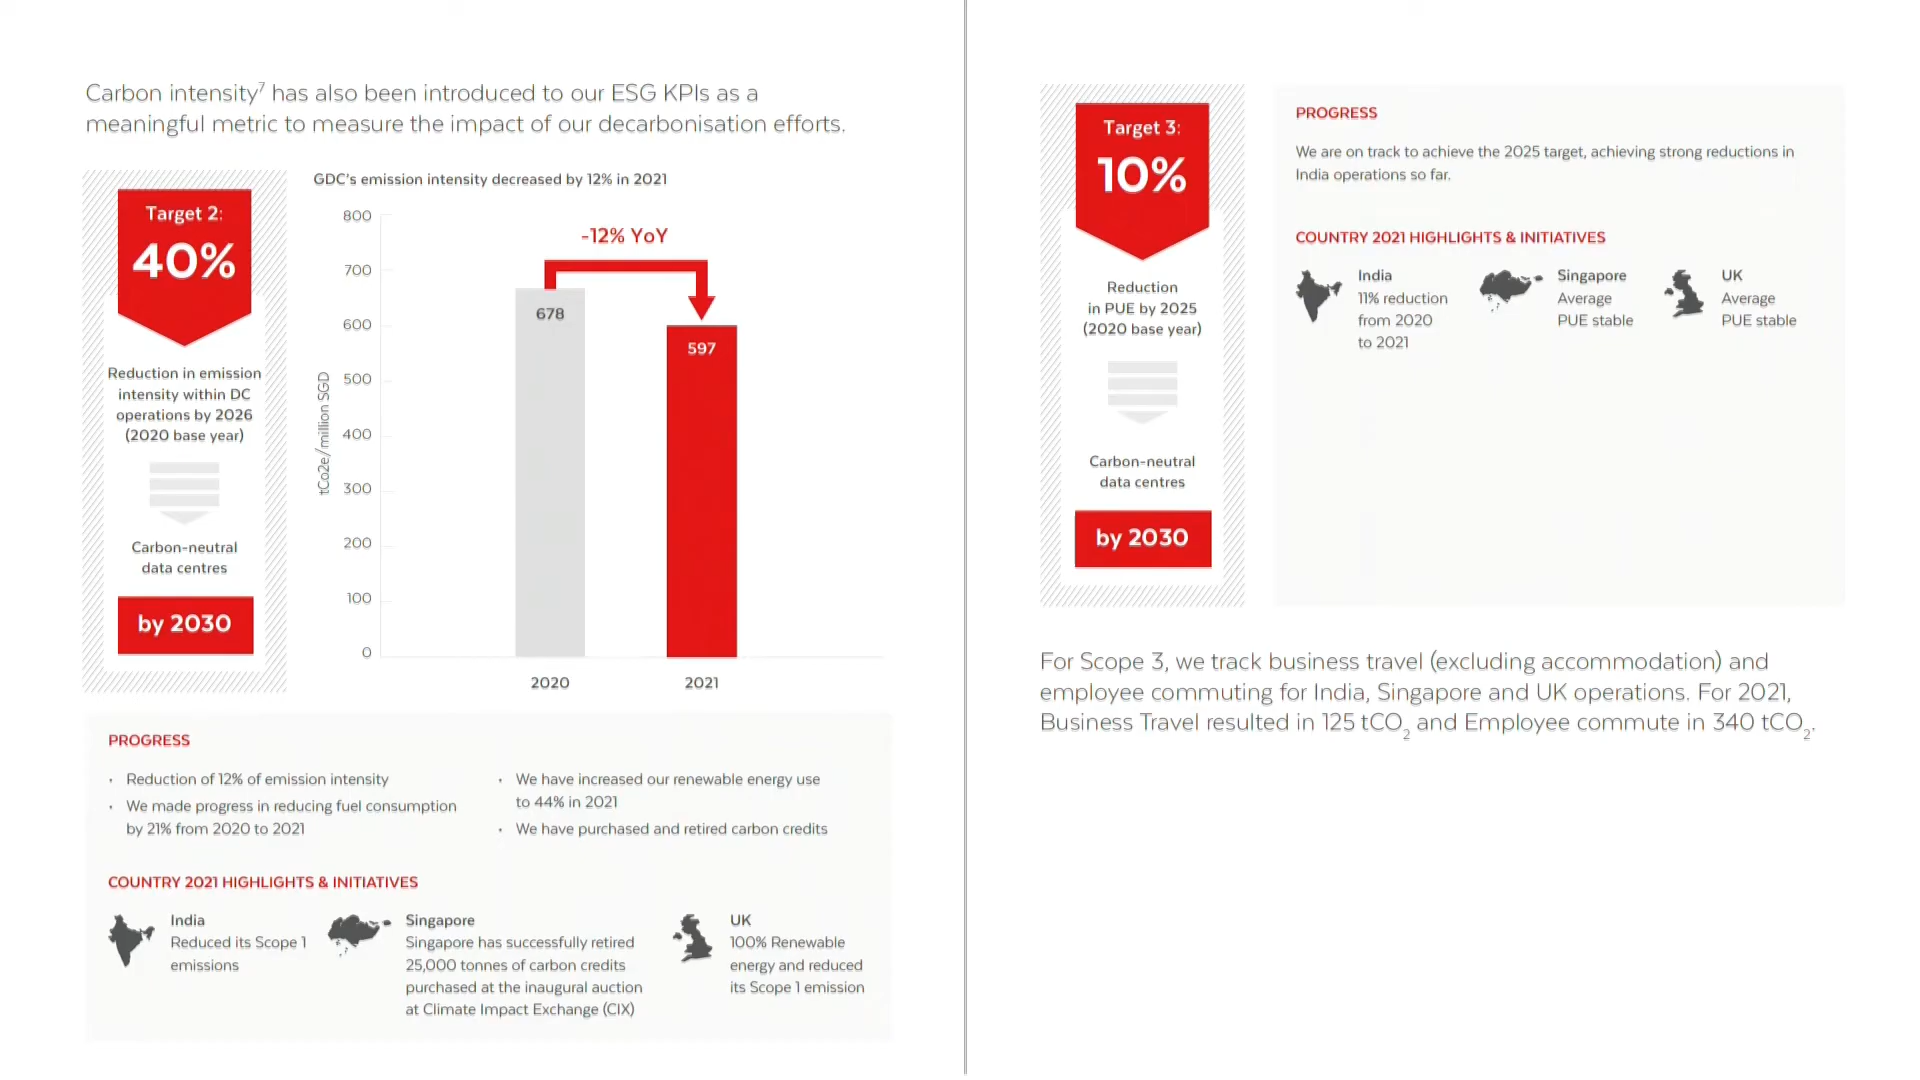 Carbon intensity7 has also been introduced to our ESG KPIs as a
meaningful metric to measure the impact of our decarbonisation efforts.
Target 2:
40%
Reduction in emission
intensity within DC
operations by 2026
(2020 base year)
Carbon-neutral
data centres
by 2030
GDC's emission intensity decreased by 12% in 2021
tCo2e/million SGD
800
700
600
500
400
300
200
100
0
-12% YoY
678
597
2020
2021
PROGRESS
• Reduction of 12% of emission intensity
• We made progress in reducing fuel consumption
by 21% from 2020 to 2021
• We have increased our renewable energy use
to 44% in 2021
• We have purchased and retired carbon credits
COUNTRY 2021 HIGHLIGHTS & INITIATIVES
India
Reduced its Scope 1
emissions
Singapore
Singapore has successfully retired
25,000 tonnes of carbon credits
purchased at the inaugural auction
at Climate Impact Exchange (CIX)
UK
100% Renewable
energy and reduced
its Scope 1 emission
Target 3:
10%
Reduction
in PUE by 2025
(2020 base year)
Carbon-neutral
data centres
by 2030
PROGRESS
We are on track to achieve the 2025 target, achieving strong reductions in
India operations so far.
COUNTRY 2021 HIGHLIGHTS & INITIATIVES
India
11% reduction
from 2020
to 2021
Singapore
Average
PUE stable
UK
Average
PUE stable
For Scope 3, we track business travel (excluding accommodation) and
employee commuting for India, Singapore and UK operations. For 2021,
Business Travel resulted in 125 tCO2 and Employee commute in 340 tCO2.